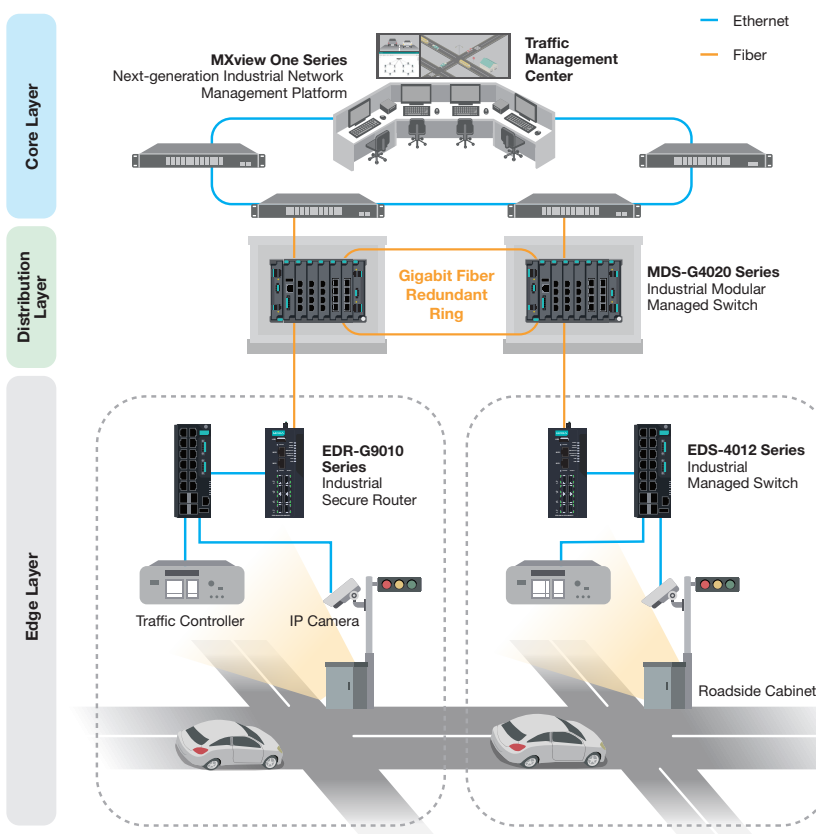 Core Layer
Distribution
Layer
Edge Layer
Ethernet
Fiber
MXview One Series
Next-generation Industrial Network
Management Platform
Traffic
Management
Center
Gigabit Fiber
Redundant
Ring
MDS-G4020 Series
Industrial Modular
Managed Switch
EDR-G9010
Series
Industrial
Secure Router
EDS-4012 Series
Industrial
Managed Switch
Traffic Controller
IP Camera
Roadside Cabinet